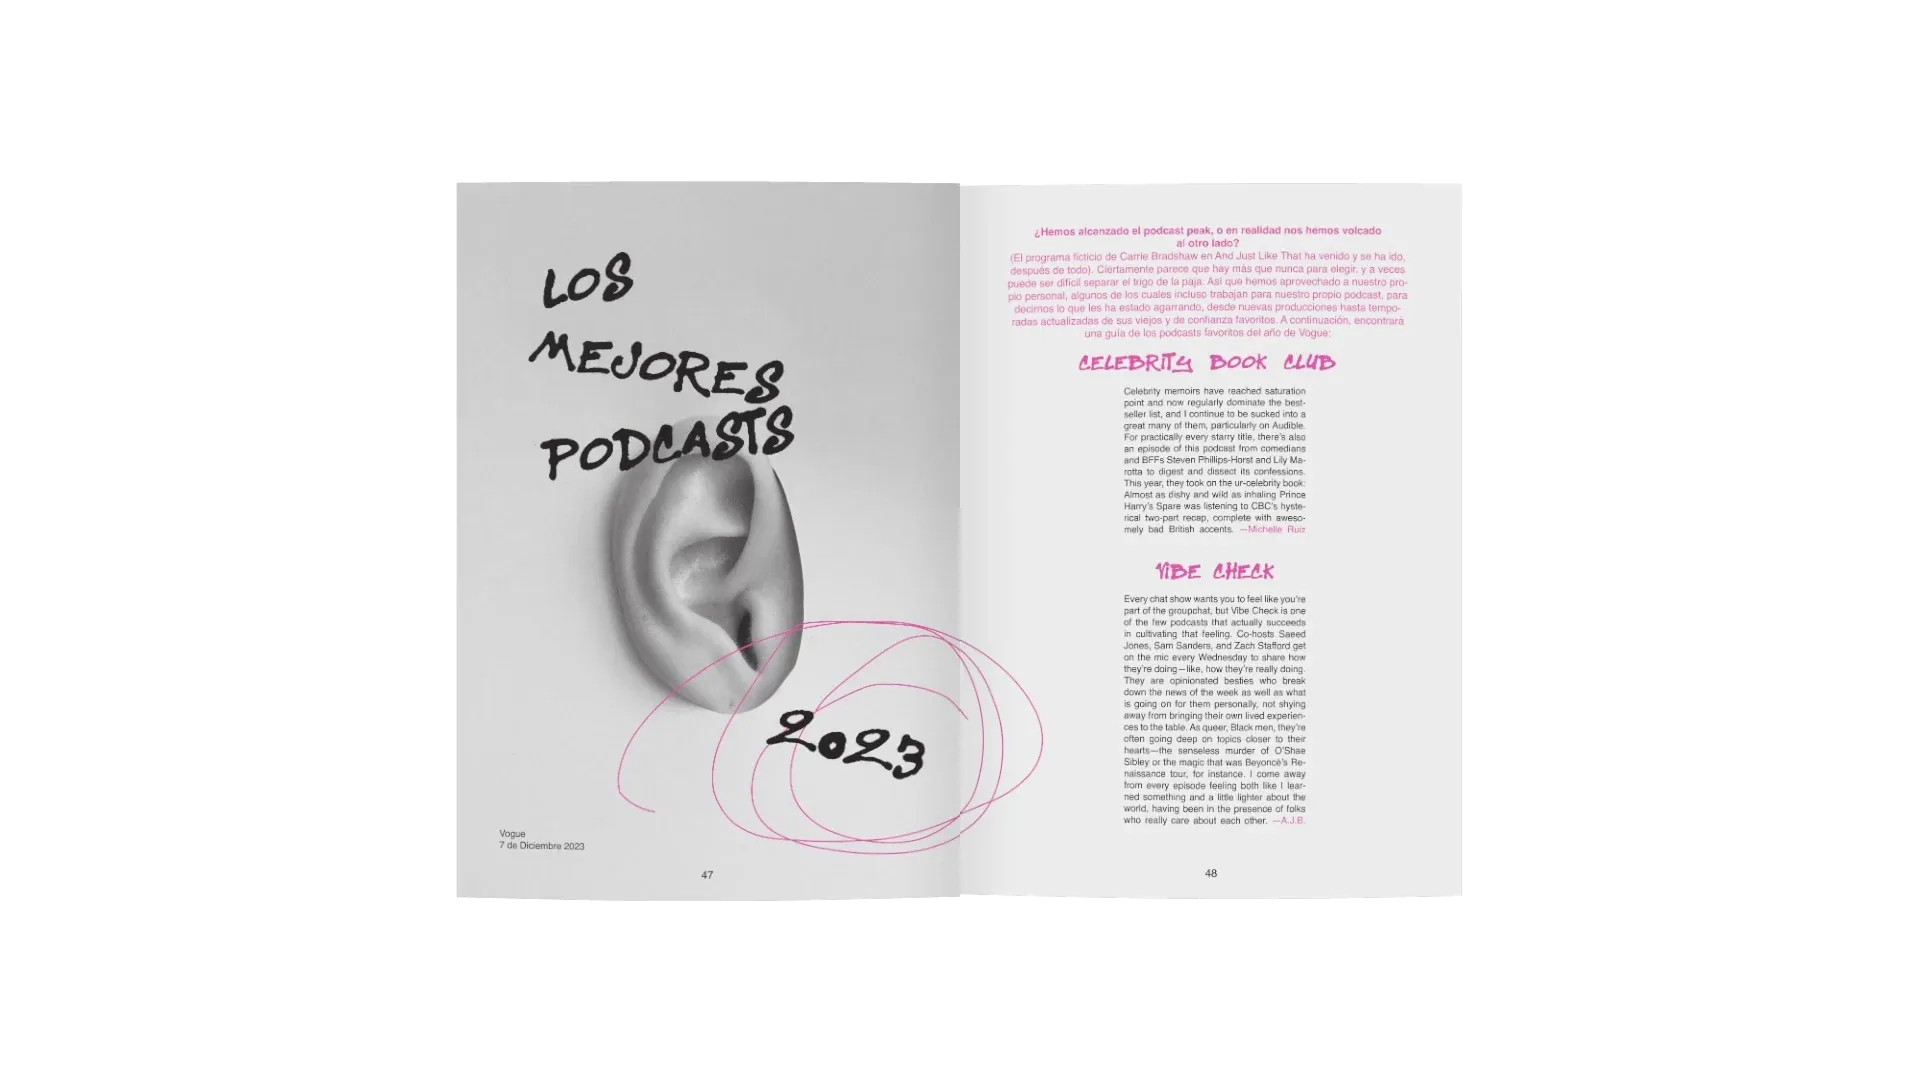 LOS
MEJORES
PODCASTS
2023
Vogue
7 de Diciembre 2023
47
¿Hemos alcanzado el podcast peak, o en realidad nos hemos volcado
al otro lado?
(El programa ficticio de Carrie Bradshaw en And Just Like That ha venido y se ha ido,
después de todo). Ciertamente parece que hay más que nunca para elegir, y a veces
puede ser difícil separar el trigo de la paja. Así que hemos aprovechado a nuestro pro-
pio personal, algunos de los cuales incluso trabajan para nuestro propio podcast, para
decirnos lo que les ha estado agarrando, desde nuevas producciones hasta tempo-
radas actualizadas de sus viejos y de confianza favoritos. A continuación, encontrará
una guía de los podcasts favoritos del año de Vogue:
CELEBRITY BOOK CLUB
Celebrity memoirs have reached saturation
point and now regularly dominate the best-
seller list, and I continue to be sucked into a
great many of them, particularly on Audible.
For practically every starry title, there's also
an episode of this podcast from comedians
and BFFs Steven Phillips-Horst and Lily Ma-
rotta to digest and dissect its confessions.
This year, they took on the ur-celebrity book:
Almost as dishy and wild as inhaling Prince
Harry's Spare was listening to CBC's hyste-
rical two-part recap, complete with aweso-
mely bad British accents. —Michelle Ruiz
VIBE CHECK
Every chat show wants you to feel like you're
part of the groupchat, but Vibe Check is one
of the few podcasts that actually succeeds
in cultivating that feeling. Co-hosts Saeed
Jones, Sam Sanders, and Zach Stafford get
on the mic every Wednesday to share how
they're doing—like, how they're really doing.
They are opinionated besties who break
down the news of the week as well as what
is going on for them personally, not shying
away from bringing their own lived experien-
ces to the table. As queer, Black men, they're
often going deep on topics closer to their
hearts—the senseless murder of O'Shae
Sibley or the magic that was Beyoncé's Re-
naissance tour, for instance. I come away
from every episode feeling both like I lear-
ned something and a little lighter about the
world, having been in the presence of folks
who really care about each other. —A.J.B.
48